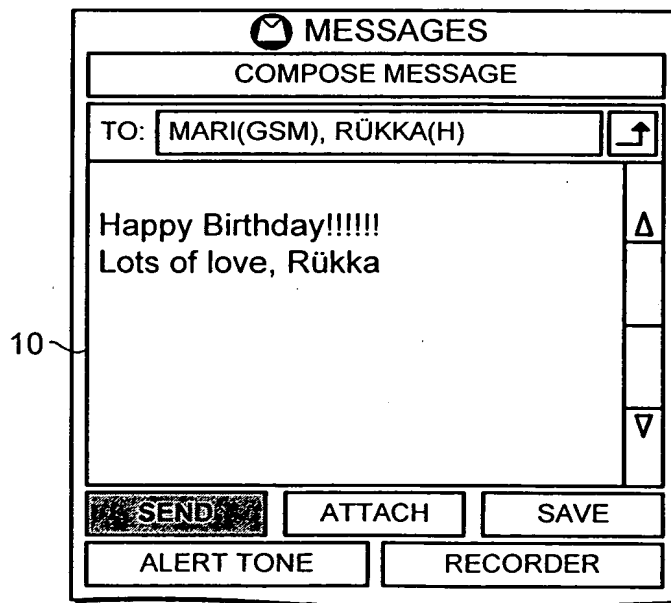 MESSAGES
COMPOSE MESSAGE
TO: MARI(GSM), RÜKKA(H)
Happy Birthday!!!!!!
Lots of love, Rükka
10
SEND ATTACH SAVE
ALERT TONE RECORDER